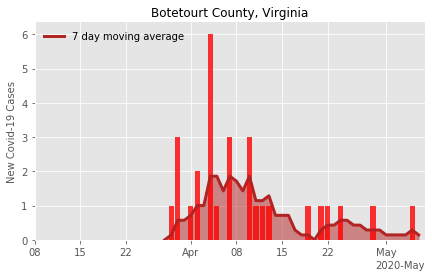 Botetourt County, Virginia
7 day moving average
New Covid-19 Cases
6
5
4
3
2
1
0
08 15 22 Apr 08 15 22 May
2020-May